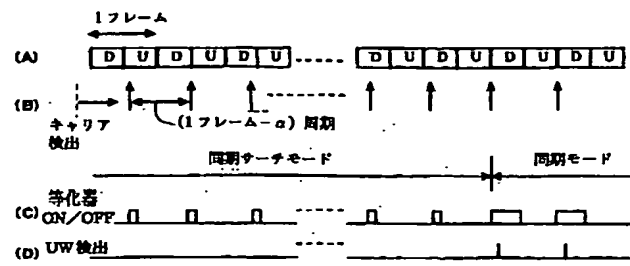 1フレーム
(A) D U D U D U D U D U D U D U
(B)
キャリア
検出
(1フレーム−α)周期
同期サーチモード 同期モード
等化器
(C) ON/OFF
(D) UW検出